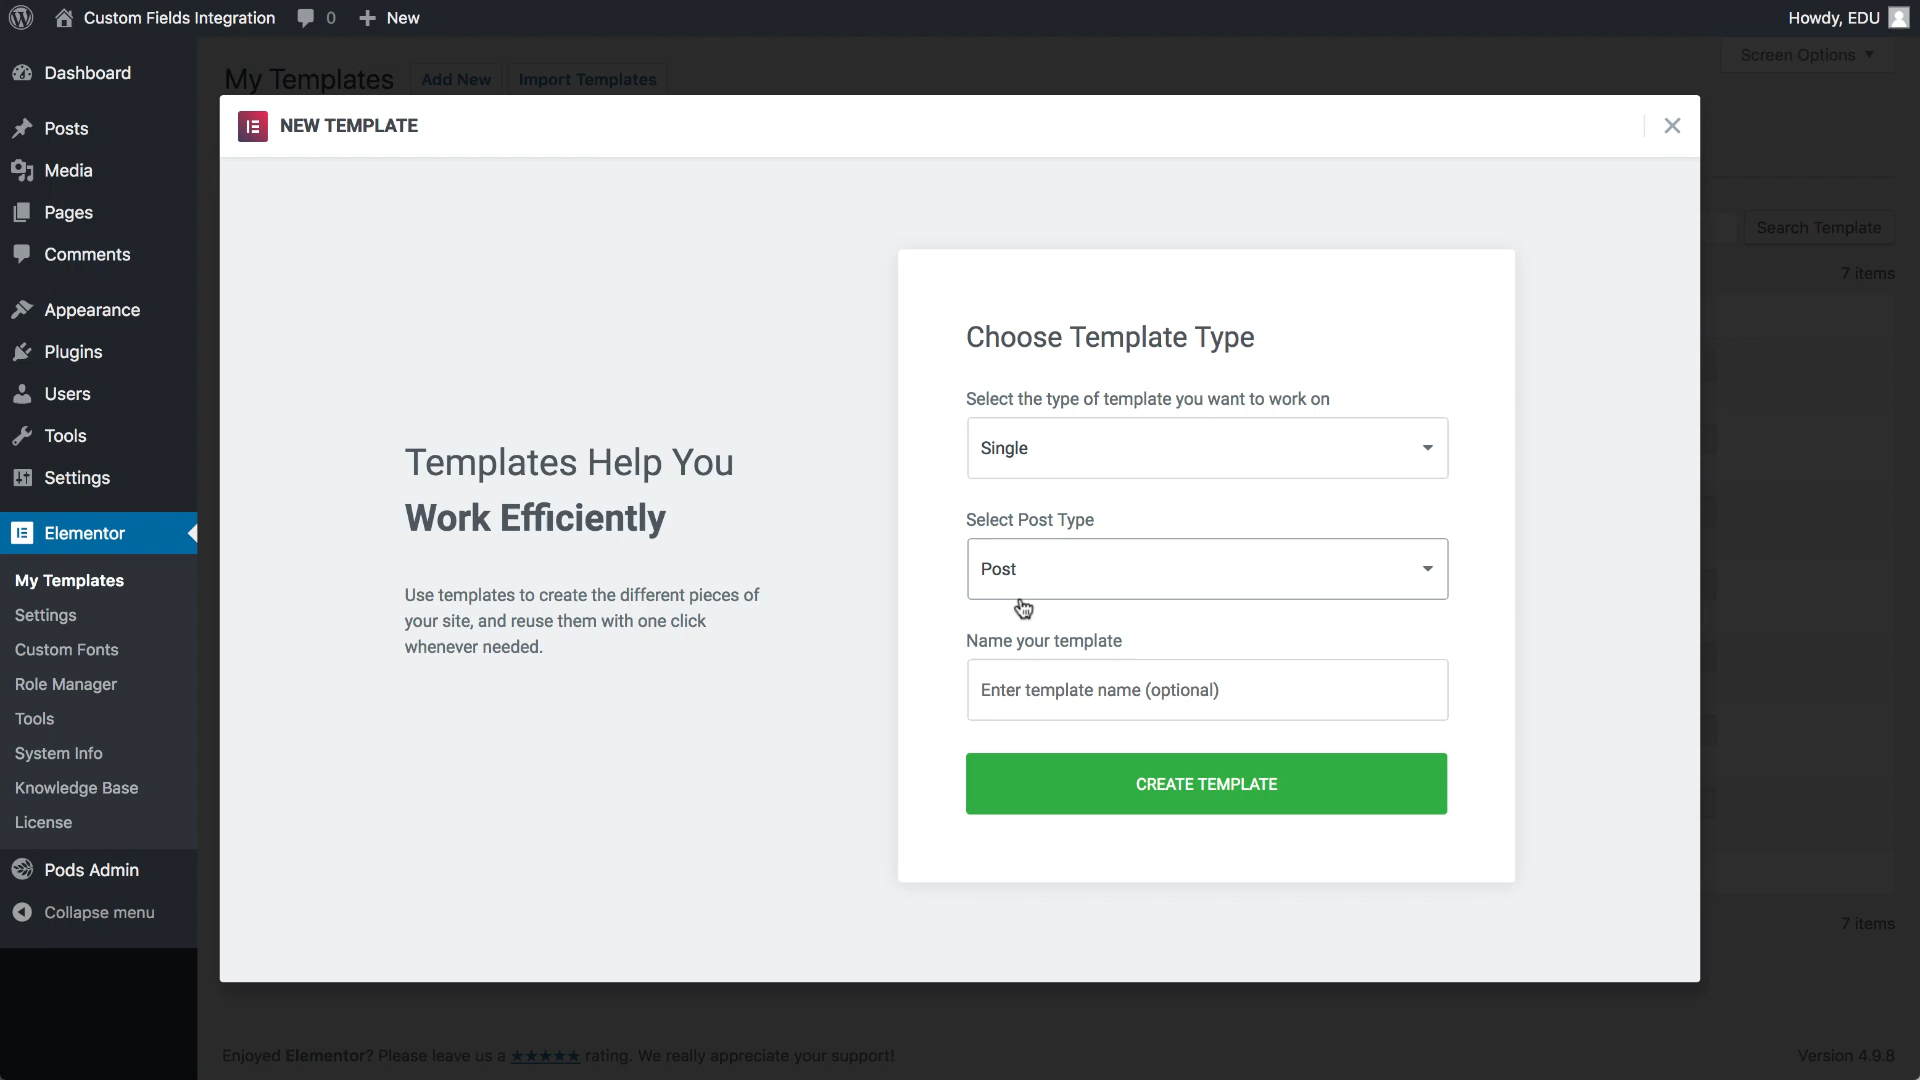 Custom Fields Integration 0 New
Howdy, EDU
Dashboard
Posts
Media
Pages
Comments
Appearance
Plugins
Users
Tools
Settings
Elementor
My Templates
Settings
Custom Fonts
Role Manager
Tools
System Info
Knowledge Base
License
Pods Admin
Collapse menu
Screen Options
My Templates Add New Import Templates
Search Template
7 items
NEW TEMPLATE
Templates Help You
Work Efficiently
Use templates to create the different pieces of
your site, and reuse them with one click
whenever needed.
Choose Template Type
Select the type of template you want to work on
Single
Select Post Type
Post
Name your template
Enter template name (optional)
CREATE TEMPLATE
7 items
Enjoyed Elementor? Please leave us a ★★★★★ rating. We really appreciate your support!
Version 4.9.8